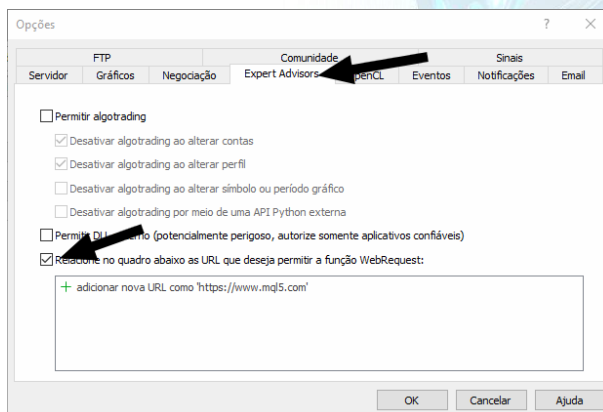 Opções
FTP Comunidade Sinais
Servidor Gráficos Negociação Expert Advisors Eventos Notificações Email
Permitir algotrading
Desativar algotrading ao alterar contas
Desativar algotrading ao alterar perfil
Desativar algotrading ao alterar símbolo ou período gráfico
Desativar algotrading por meio de uma API Python externa
Permitir (potencialmente perigoso, autorize somente aplicativos confiáveis)
Relacione no quadro abaixo as URL que deseja permitir a função WebRequest:
adicionar nova URL como 'https://www.mql5.com'
OK Cancelar Ajuda